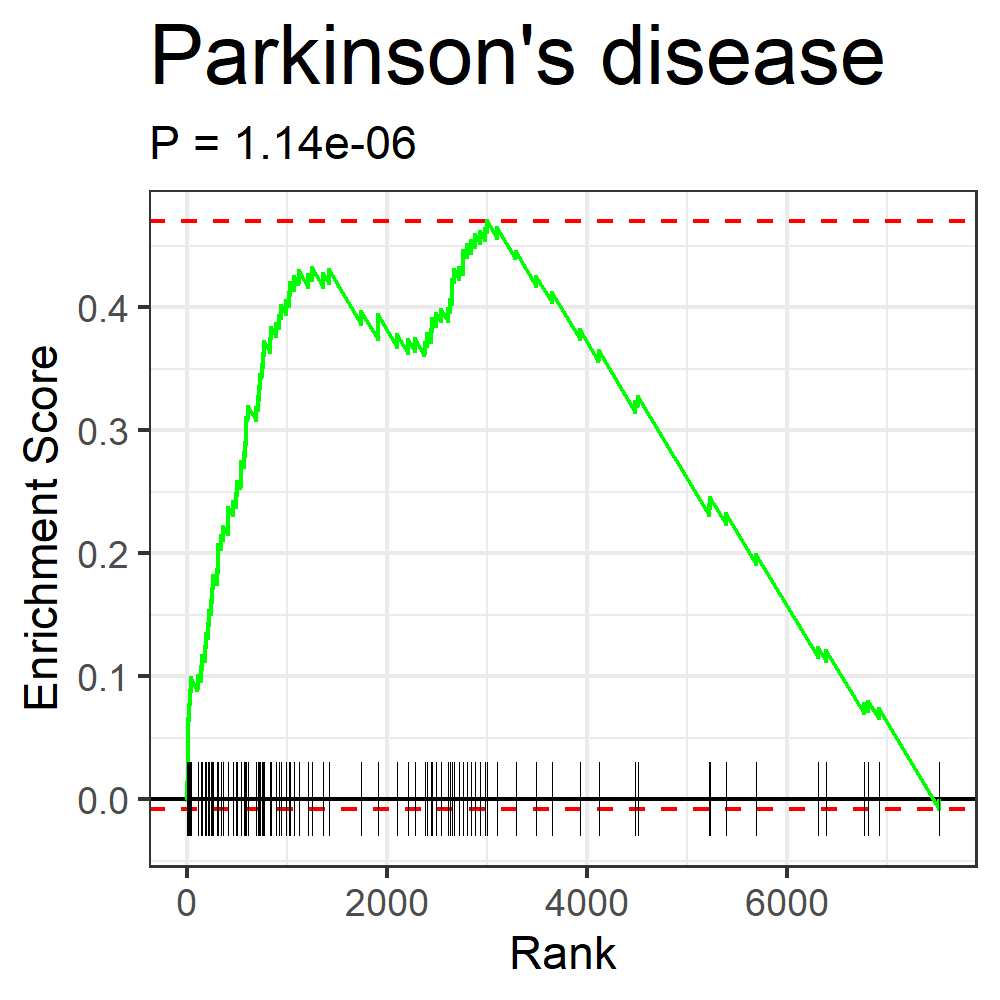 Parkinson's disease
P = 1.14e-06
Enrichment Score
0.4
0.3
0.2
0.1
0.0
0 2000 4000 6000
Rank